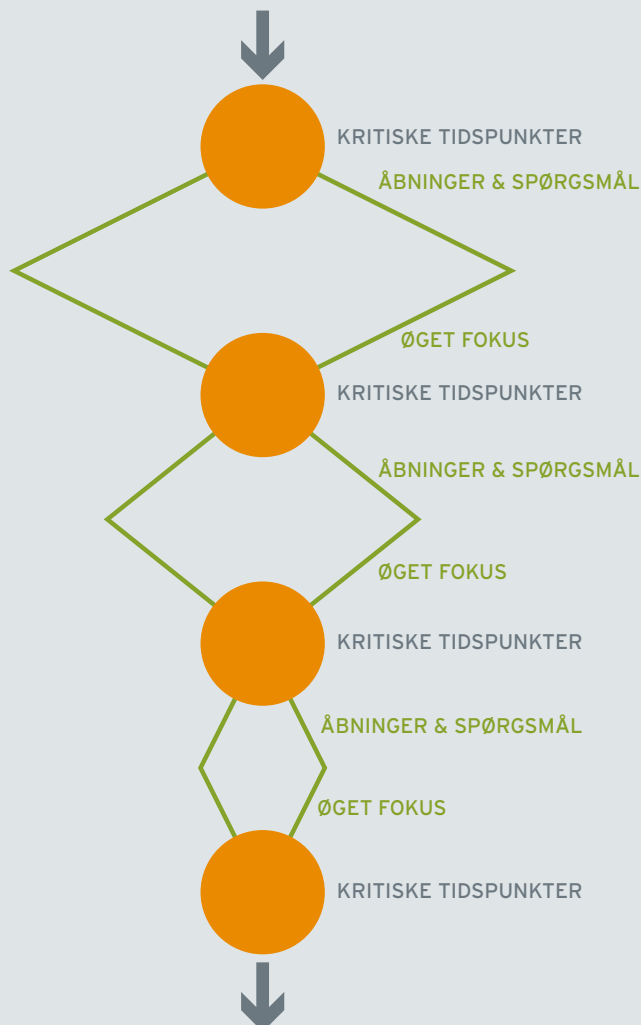 KRITISKE TIDSPUNKTER
ÅBNINGER & SPØRGSMÅL
ØGET FOKUS
KRITISKE TIDSPUNKTER
ÅBNINGER & SPØRGSMÅL
ØGET FOKUS
KRITISKE TIDSPUNKTER
ÅBNINGER & SPØRGSMÅL
ØGET FOKUS
KRITISKE TIDSPUNKTER